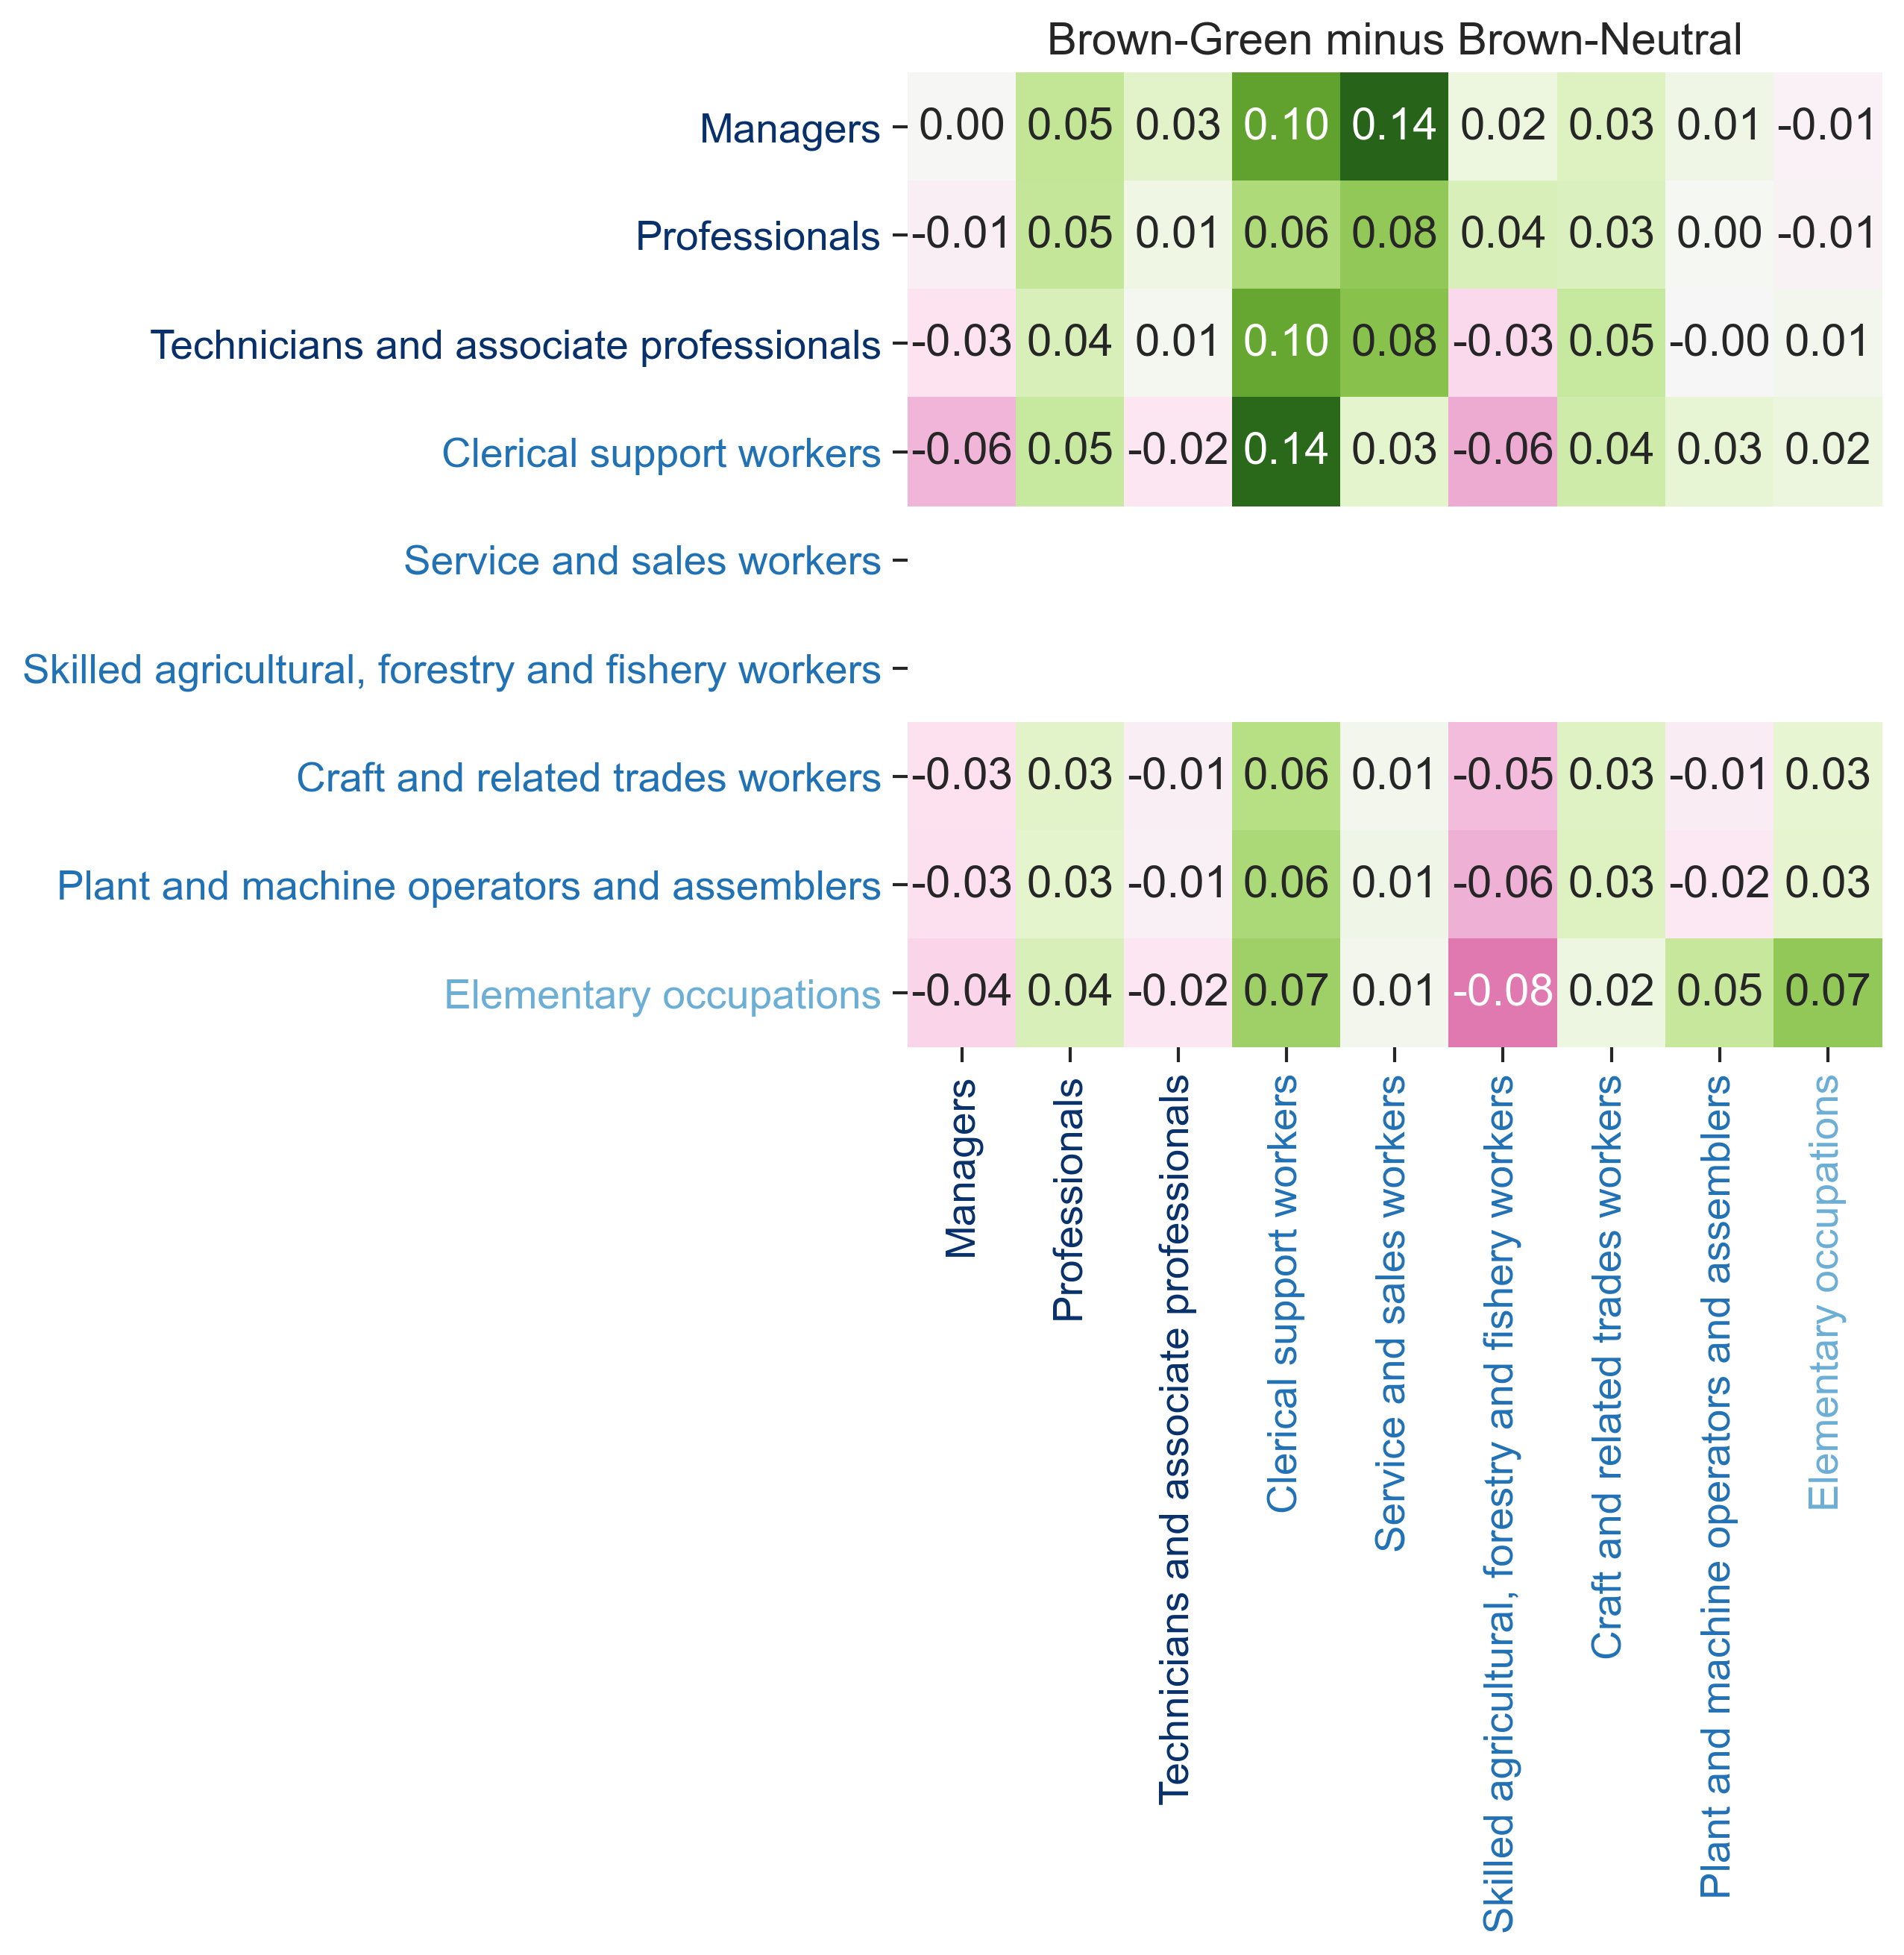 Brown-Green minus Brown-Neutral
Managers 0.00 0.05 0.03 0.10 0.14 0.02 0.03 0.01 -0.01
Professionals -0.01 0.05 0.01 0.06 0.08 0.04 0.03 0.00 -0.01
Technicians and associate professionals -0.03 0.04 0.01 0.10 0.08 -0.03 0.05 -0.00 0.01
Clerical support workers -0.06 0.05 -0.02 0.14 0.03 -0.06 0.04 0.03 0.02
Service and sales workers
Skilled agricultural, forestry and fishery workers
Craft and related trades workers -0.03 0.03 -0.01 0.06 0.01 -0.05 0.03 -0.01 0.03
Plant and machine operators and assemblers -0.03 0.03 -0.01 0.06 0.01 -0.06 0.03 -0.02 0.03
Elementary occupations -0.04 0.04 -0.02 0.07 0.01 -0.08 0.02 0.05 0.07
Managers
Professionals
Technicians and associate professionals
Clerical support workers
Service and sales workers
Skilled agricultural, forestry and fishery workers
Craft and related trades workers
Plant and machine operators and assemblers
Elementary occupations